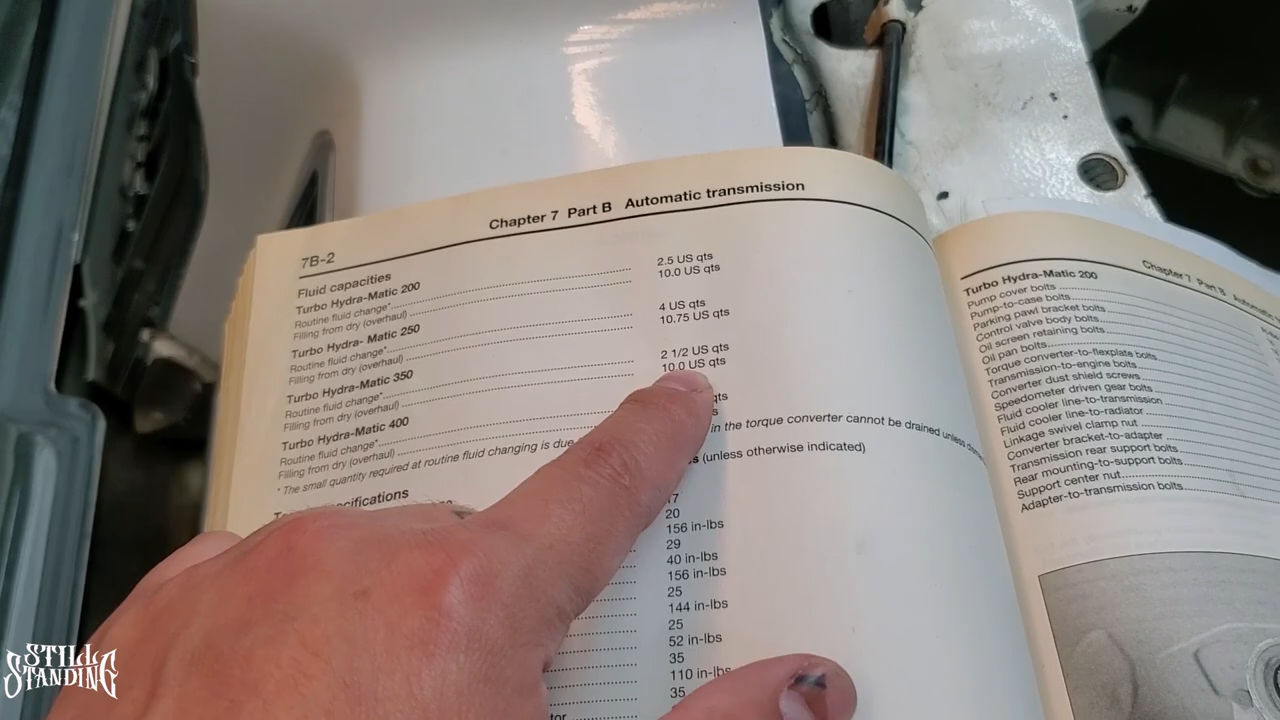 7B-2
Chapter 7 Part B Automatic transmission
Fluid capacities
Turbo Hydra-Matic 200
Routine fluid change* 2.5 US qts
Filling from dry (overhaul) 10.0 US qts
Turbo Hydra- Matic 250
Routine fluid change* 4 US qts
Filling from dry (overhaul) 10.75 US qts
Turbo Hydra-Matic 350
Routine fluid change* 2 1/2 US qts
Filling from dry (overhaul) 10.0 US qts
Turbo Hydra-Matic 400
Routine fluid change* qts
Filling from dry (overhaul)
* The small quantity required at routine fluid changing is due in the torque converter cannot be drained unless
(unless otherwise indicated)
17
20
156 in-lbs
29
40 in-lbs
156 in-lbs
25
144 in-lbs
25
52 in-lbs
35
110 in-lbs
35
Chapter 7 Part B
Turbo Hydra-Matic 200
Pump cover bolts
Pump-to-case bolts
Parking pawl bracket bolts
Control valve body bolts
Oil screen retaining bolts
Oil pan bolts
Torque converter-to-flexplate bolts
Transmission-to-engine bolts
Converter dust shield screws
Speedometer driven gear bolts
Fluid cooler line-to-transmission
Fluid cooler line-to-radiator
Linkage swivel clamp nut
Converter bracket-to-adapter
Transmission rear support bolts
Rear mounting-to-support bolts
Support center nut
Adapter-to-transmission bolts
STILL
STANDING